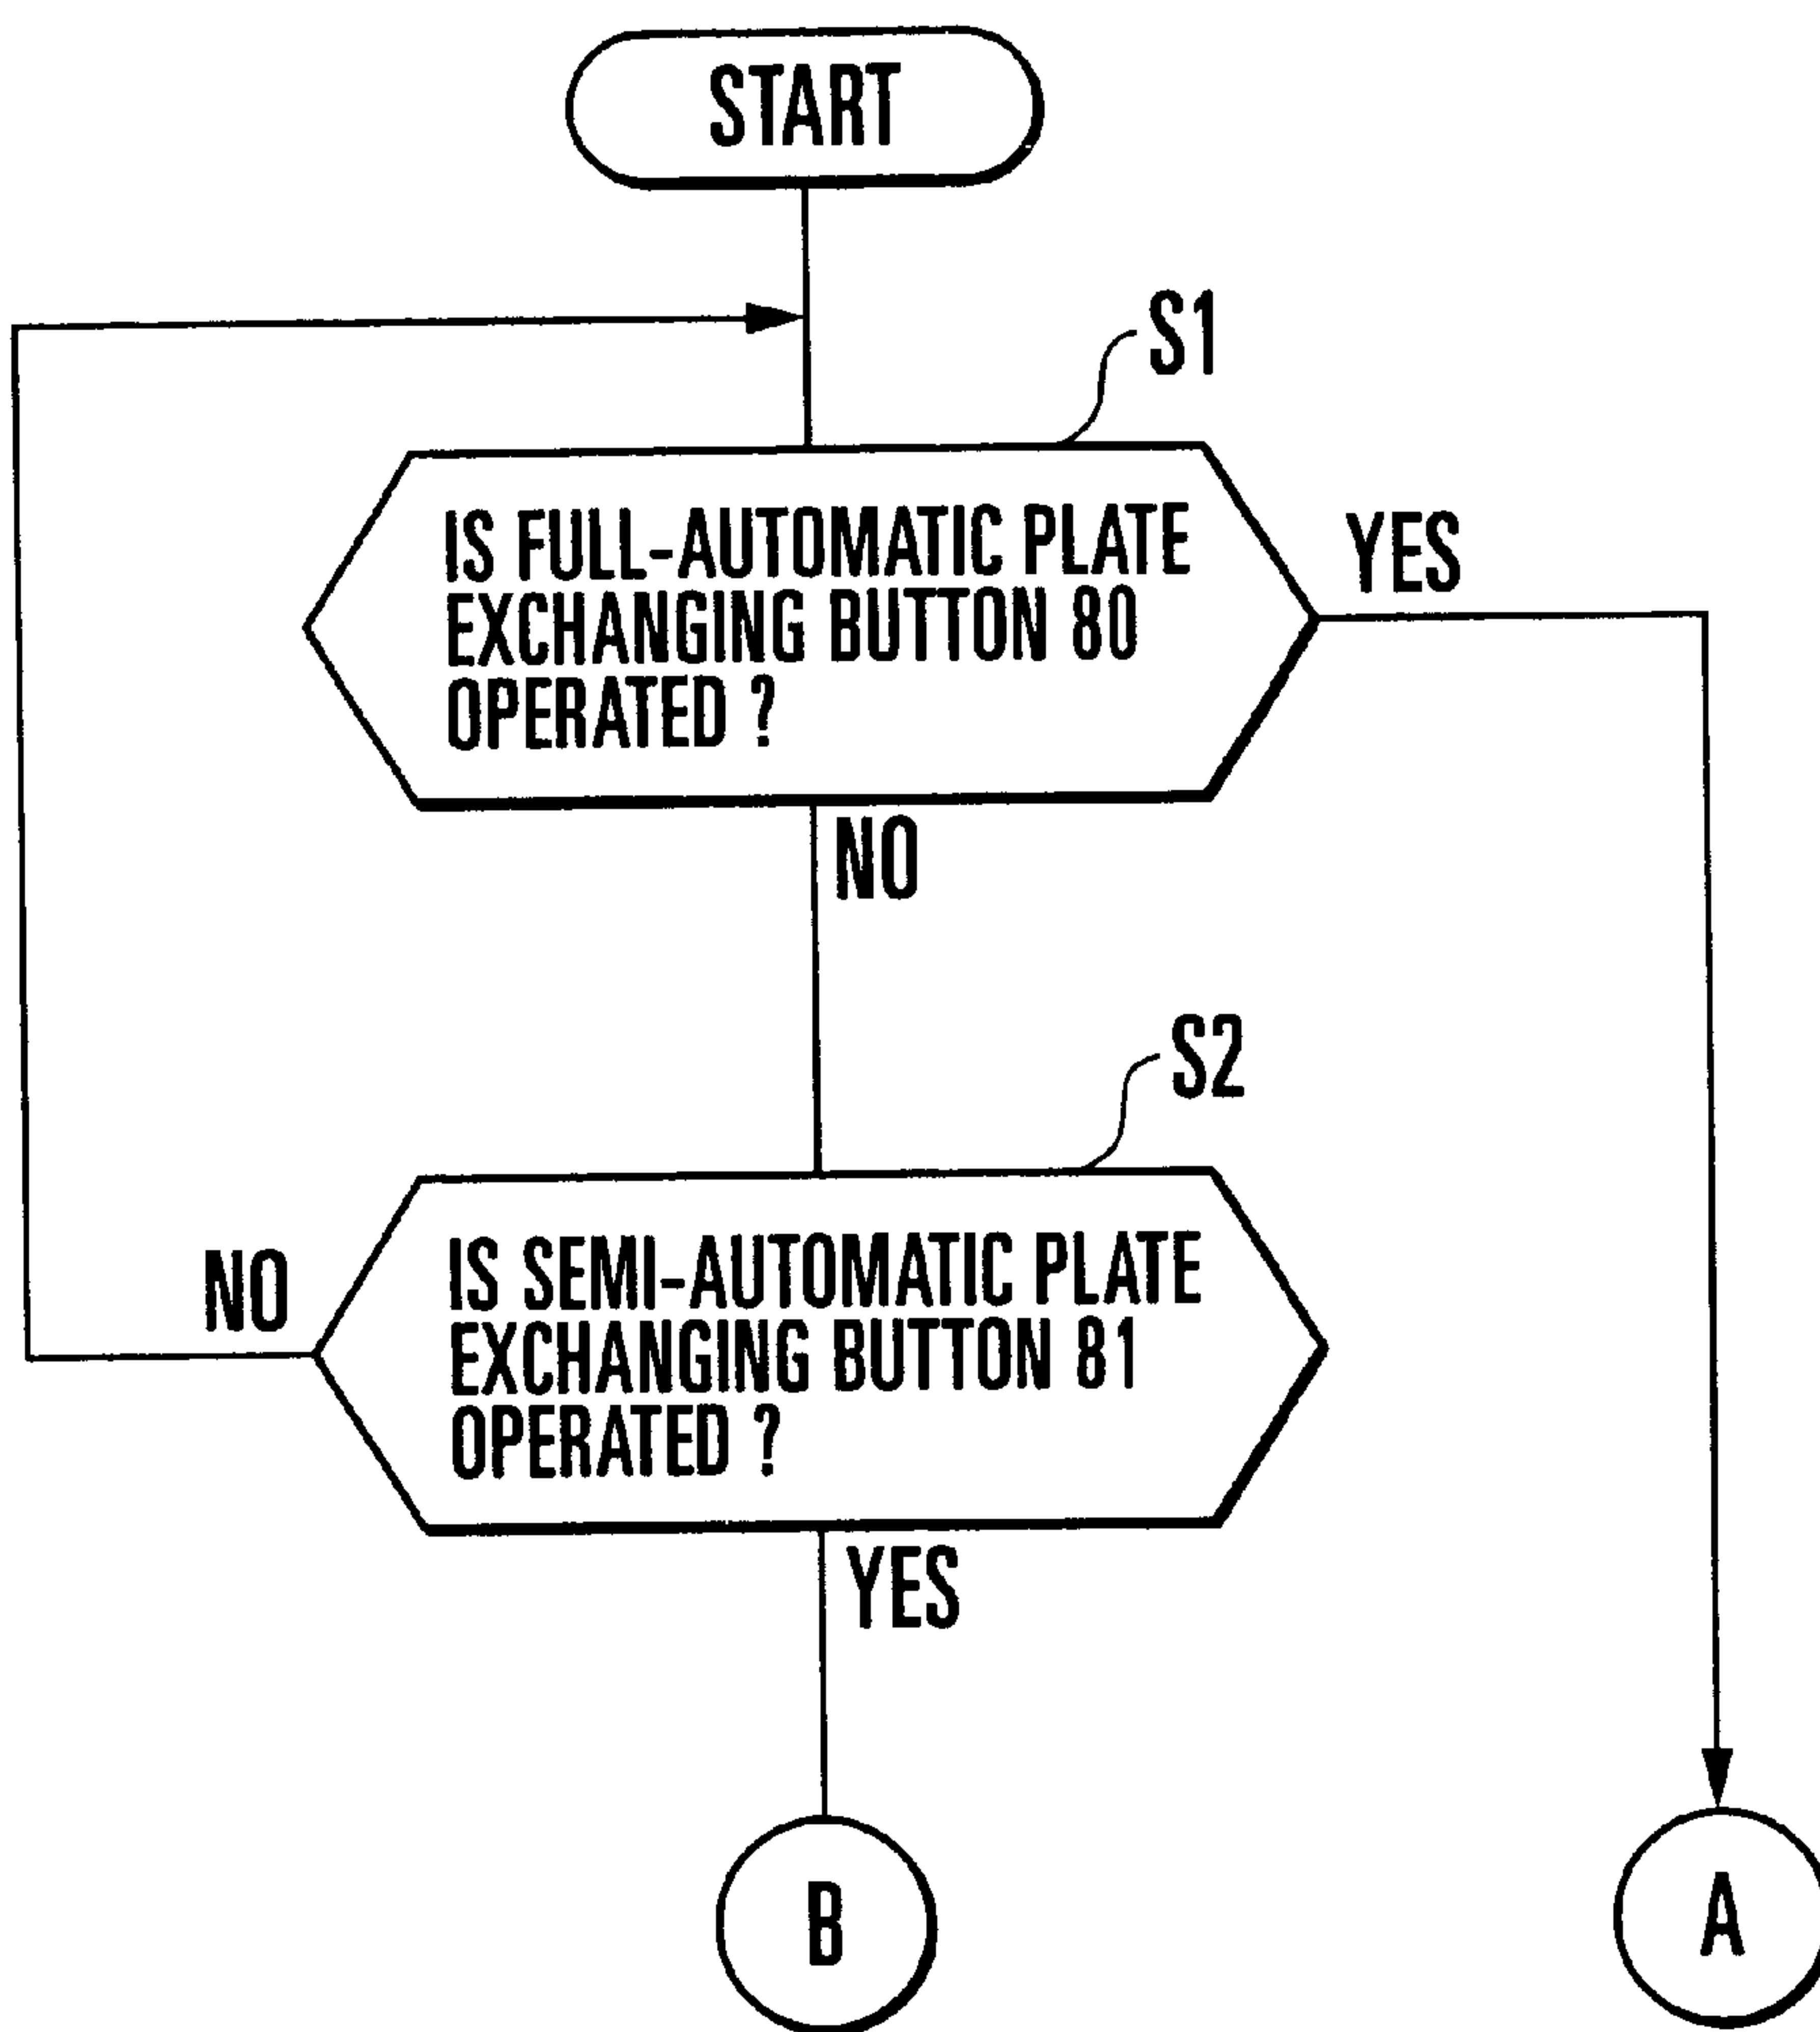 START
S1
IS FULL-AUTOMATIC PLATE
EXCHANGING BUTTON 80
OPERATED ?
YES
NO
S2
IS SEMI-AUTOMATIC PLATE
EXCHANGING BUTTON 81
OPERATED ?
NO
YES
B
A